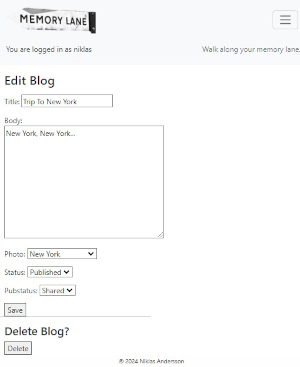 MEMORY LANE
You are logged in as niklas
Walk along your memory lane.
Edit Blog
Title: Trip To New York
Body:
New York, New York...
Photo: New York
Status: Published
Pubstatus: Shared
Save
Delete Blog?
Delete
© 2024 Niklas Andersson